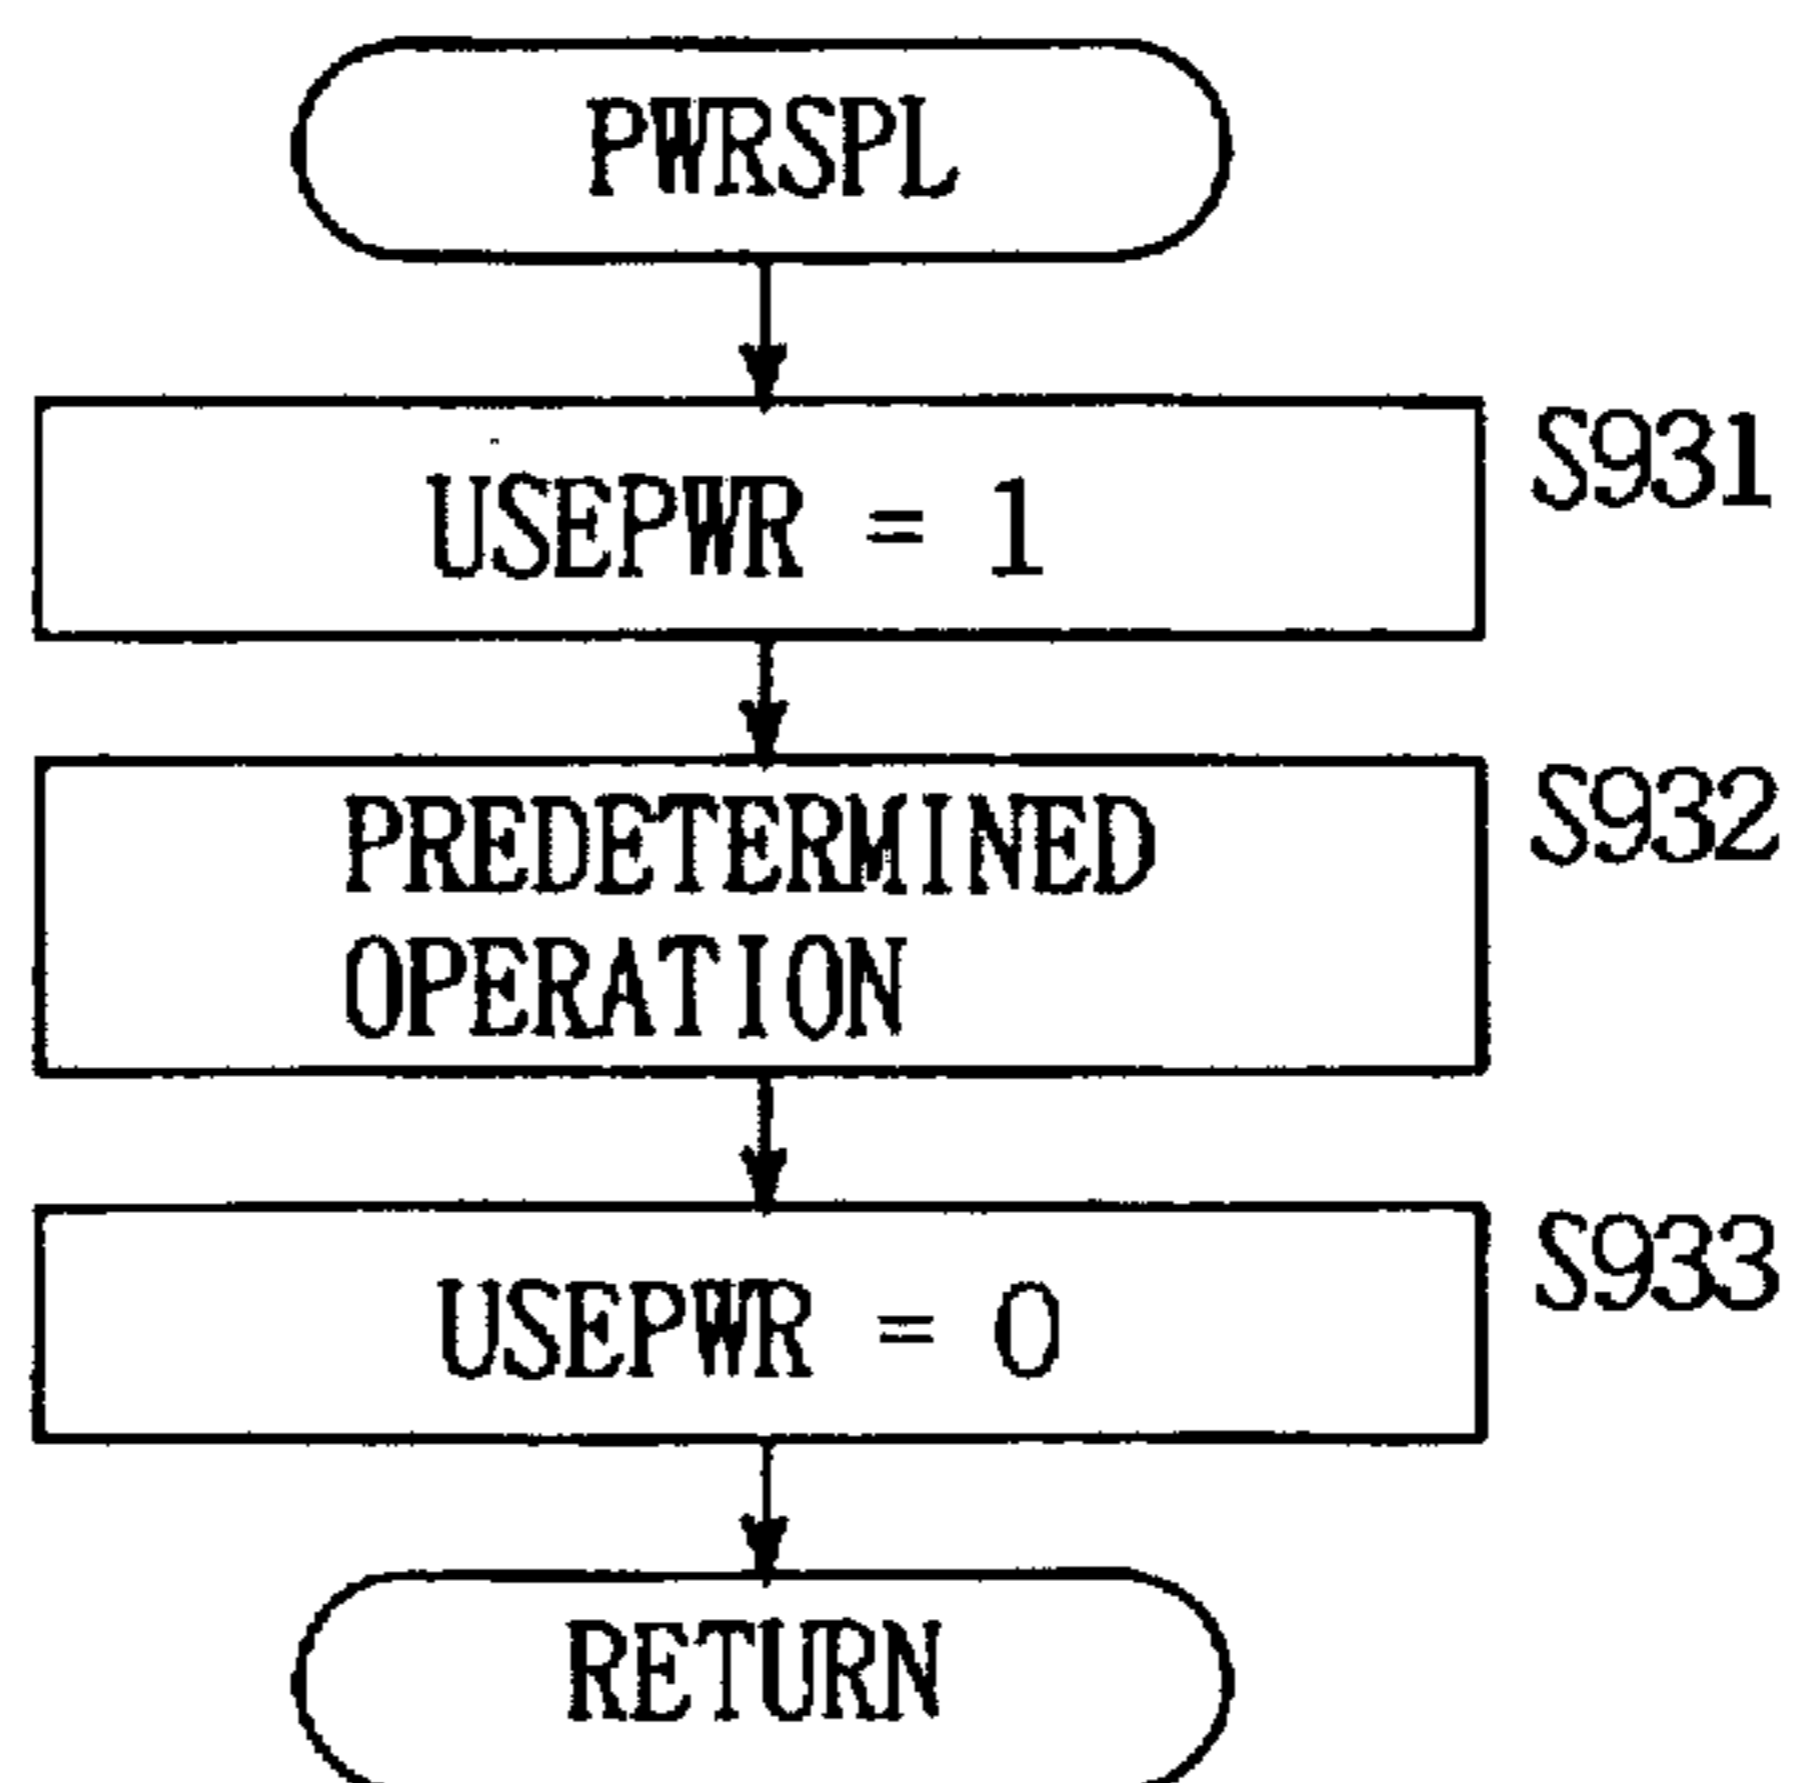 PWRSPL
S931
USEPWR = 1
S932
PREDETERMINED
OPERATION
S933
USEPWR = 0
RETURN